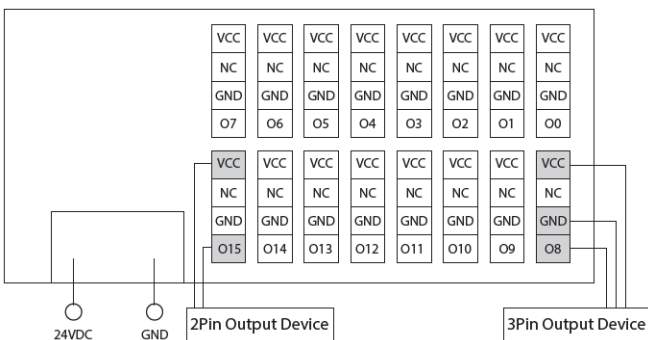 VCC VCC VCC VCC VCC VCC VCC VCC
NC NC NC NC NC NC NC NC
GND GND GND GND GND GND GND GND
O7 O6 O5 O4 O3 O2 O1 O0
VCC VCC VCC VCC VCC VCC VCC VCC
NC NC NC NC NC NC NC NC
GND GND GND GND GND GND GND GND
O15 O14 O13 O12 O11 O10 O9 O8
24VDC GND 2Pin Output Device 3Pin Output Device